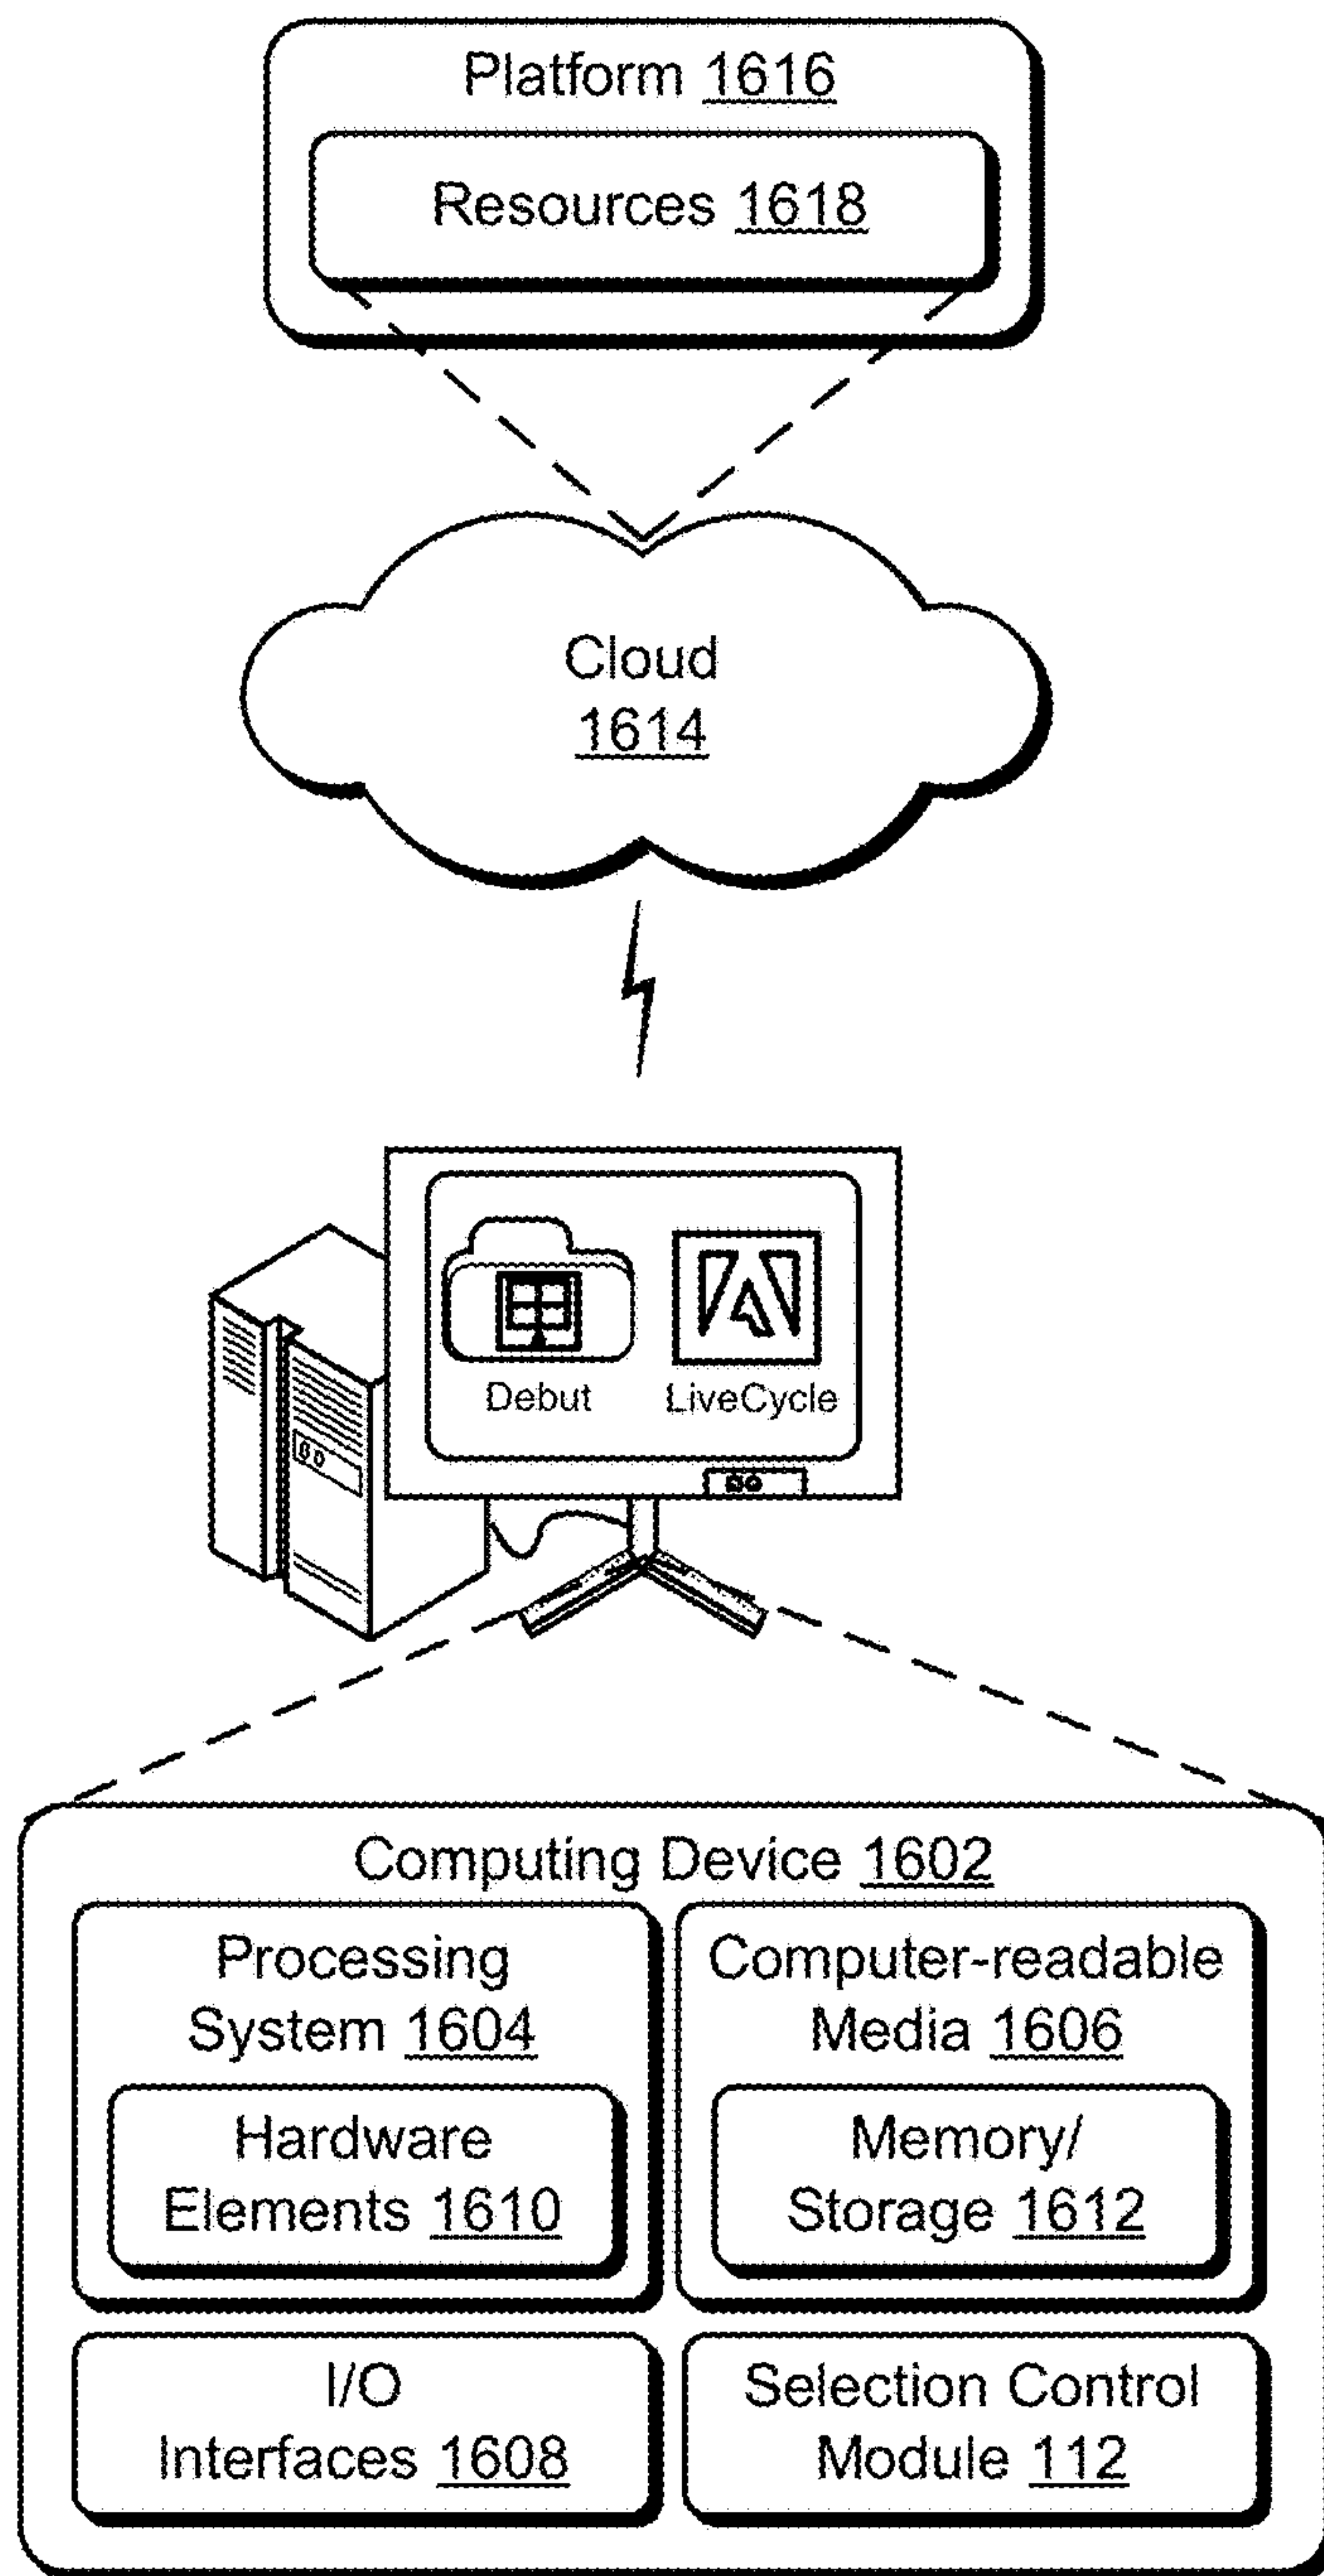 Platform 1616
Resources 1618
Cloud
1614
Debut
LiveCycle
Computing Device 1602
Processing
System 1604
Hardware
Elements 1610
Computer-readable
Media 1606
Memory/
Storage 1612
I/O
Interfaces 1608
Selection Control
Module 112